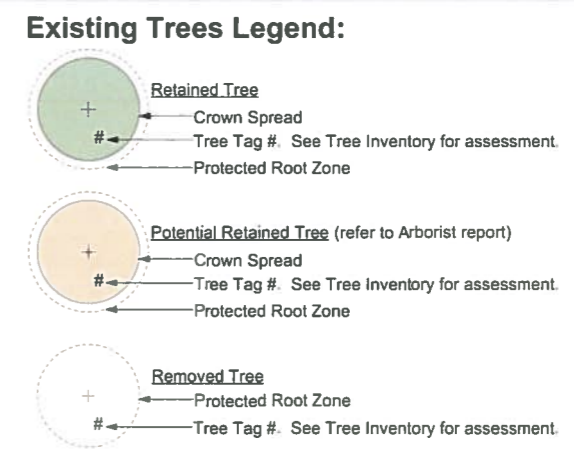 Existing Trees Legend:
Retained Tree
Crown Spread
# Tree Tag #. See Tree Inventory for assessment.
Protected Root Zone
Potential Retained Tree (refer to Arborist report)
Crown Spread
# Tree Tag #. See Tree Inventory for assessment.
Protected Root Zone
Removed Tree
Protected Root Zone
# Tree Tag #. See Tree Inventory for assessment.